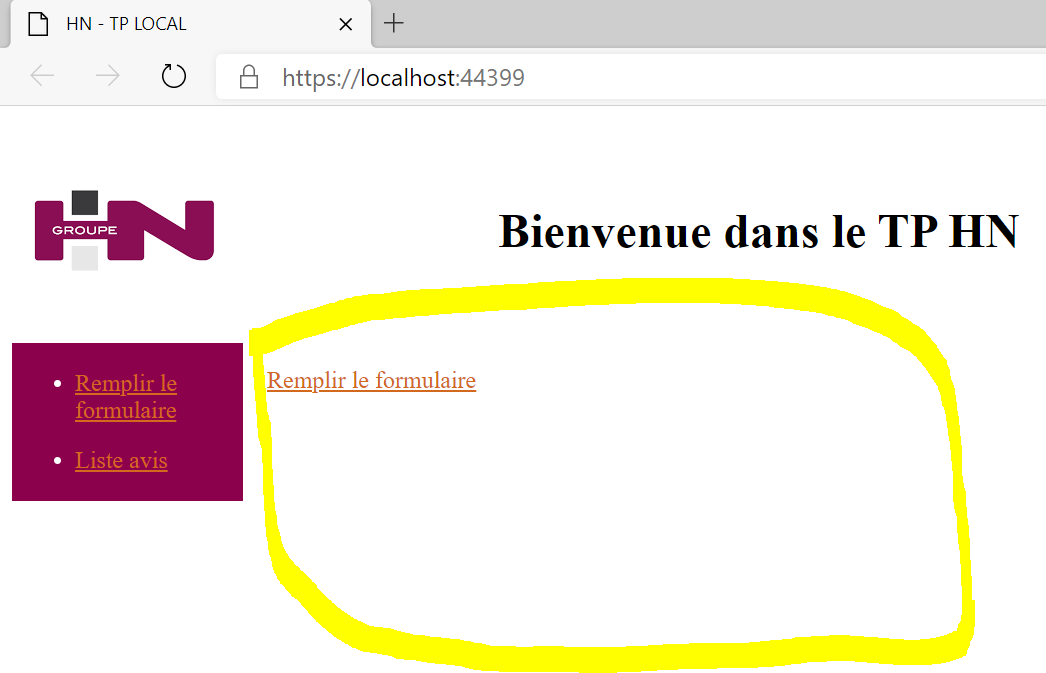 HN - TP LOCAL
https://localhost:44399
GROUPE
HN
Bienvenue dans le TP HN
Remplir le
formulaire
Liste avis
Remplir le formulaire